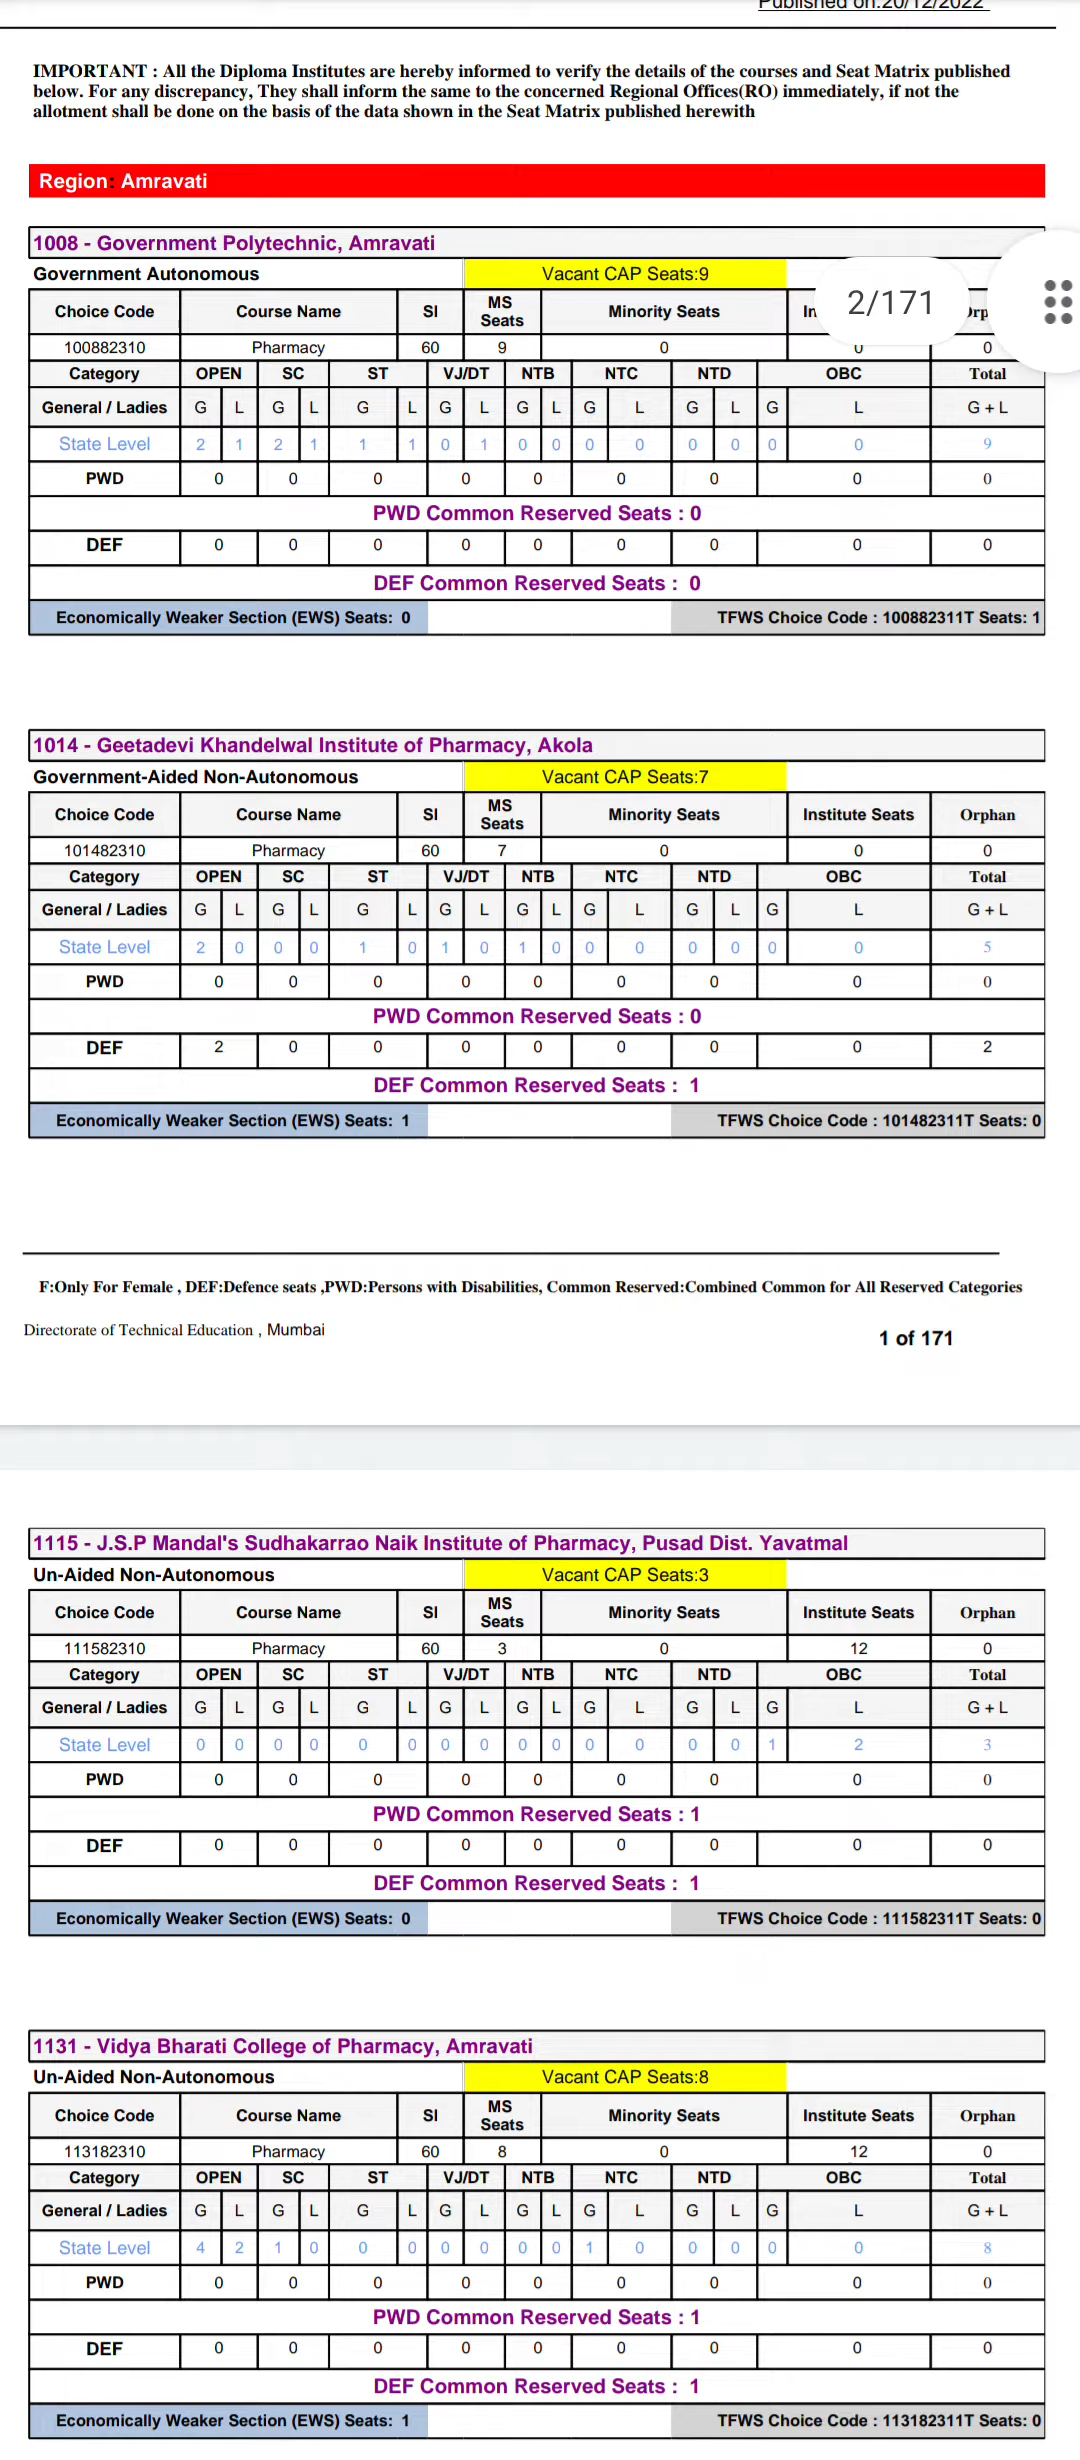 Published on:20/12/2022
IMPORTANT : All the Diploma Institutes are hereby informed to verify the details of the courses and Seat Matrix published
below. For any discrepancy, They shall inform the same to the concerned Regional Offices(RO) immediately, if not the
allotment shall be done on the basis of the data shown in the Seat Matrix published herewith
Region: Amravati
1008 - Government Polytechnic, Amravati
Government Autonomous Vacant CAP Seats:9
2/171
Choice Code Course Name SI MS Seats Minority Seats In Orp
100882310 Pharmacy 60 9 0 0 0
Category OPEN SC ST VJ/DT NTB NTC NTD OBC Total
General / Ladies G L G L G L G L G L G L G L G L G + L
State Level 2 1 2 1 1 1 0 1 0 0 0 0 0 0 0 0 9
PWD 0 0 0 0 0 0 0 0 0
PWD Common Reserved Seats : 0
DEF 0 0 0 0 0 0 0 0 0
DEF Common Reserved Seats : 0
Economically Weaker Section (EWS) Seats: 0 TFWS Choice Code : 100882311T Seats: 1
1014 - Geetadevi Khandelwal Institute of Pharmacy, Akola
Government-Aided Non-Autonomous Vacant CAP Seats:7
Choice Code Course Name SI MS Seats Minority Seats Institute Seats Orphan
101482310 Pharmacy 60 7 0 0 0
Category OPEN SC ST VJ/DT NTB NTC NTD OBC Total
General / Ladies G L G L G L G L G L G L G L G L G + L
State Level 2 0 0 0 1 0 1 0 1 0 0 0 0 0 0 0 5
PWD 0 0 0 0 0 0 0 0 0
PWD Common Reserved Seats : 0
DEF 2 0 0 0 0 0 0 0 2
DEF Common Reserved Seats : 1
Economically Weaker Section (EWS) Seats: 1 TFWS Choice Code : 101482311T Seats: 0
F:Only For Female , DEF:Defence seats ,PWD:Persons with Disabilities, Common Reserved:Combined Common for All Reserved Categories
Directorate of Technical Education , Mumbai
1 of 171
1115 - J.S.P Mandal's Sudhakarrao Naik Institute of Pharmacy, Pusad Dist. Yavatmal
Un-Aided Non-Autonomous Vacant CAP Seats:3
Choice Code Course Name SI MS Seats Minority Seats Institute Seats Orphan
111582310 Pharmacy 60 3 0 12 0
Category OPEN SC ST VJ/DT NTB NTC NTD OBC Total
General / Ladies G L G L G L G L G L G L G L G L G + L
State Level 0 0 0 0 0 0 0 0 0 0 0 0 0 0 1 2 3
PWD 0 0 0 0 0 0 0 0 0
PWD Common Reserved Seats : 1
DEF 0 0 0 0 0 0 0 0 0
DEF Common Reserved Seats : 1
Economically Weaker Section (EWS) Seats: 0 TFWS Choice Code : 111582311T Seats: 0
1131 - Vidya Bharati College of Pharmacy, Amravati
Un-Aided Non-Autonomous Vacant CAP Seats:8
Choice Code Course Name SI MS Seats Minority Seats Institute Seats Orphan
113182310 Pharmacy 60 8 0 12 0
Category OPEN SC ST VJ/DT NTB NTC NTD OBC Total
General / Ladies G L G L G L G L G L G L G L G L G + L
State Level 4 2 1 0 0 0 0 0 0 0 1 0 0 0 0 0 8
PWD 0 0 0 0 0 0 0 0 0
PWD Common Reserved Seats : 1
DEF 0 0 0 0 0 0 0 0 0
DEF Common Reserved Seats : 1
Economically Weaker Section (EWS) Seats: 1 TFWS Choice Code : 113182311T Seats: 0